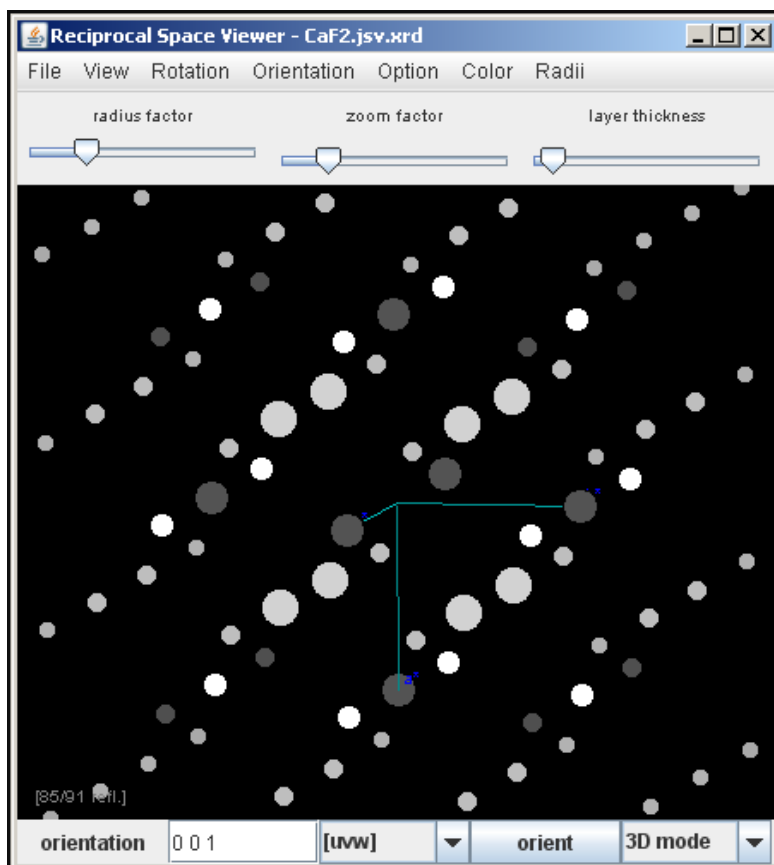 Reciprocal Space Viewer - CaF2.jsv.xrd
File View Rotation Orientation Option Color Radii
radius factor zoom factor layer thickness
[85/91 refl.]
orientation 0 0 1 [uvw] orient 3D mode